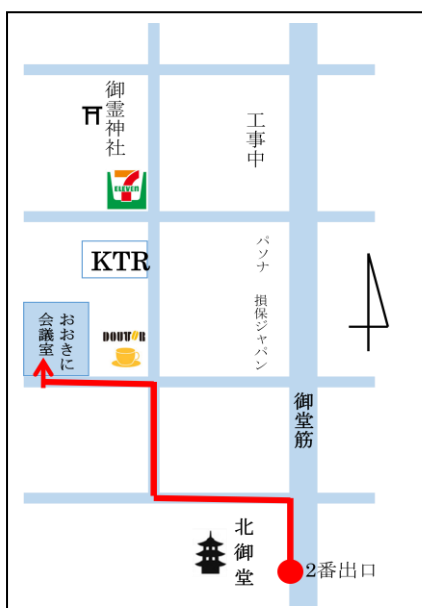 御霊神社
工事中
7
ELEVEN
KTR
パソナ
損保ジャパン
おおきに
会議室
DOUTOR
御堂筋
北御堂
2番出口